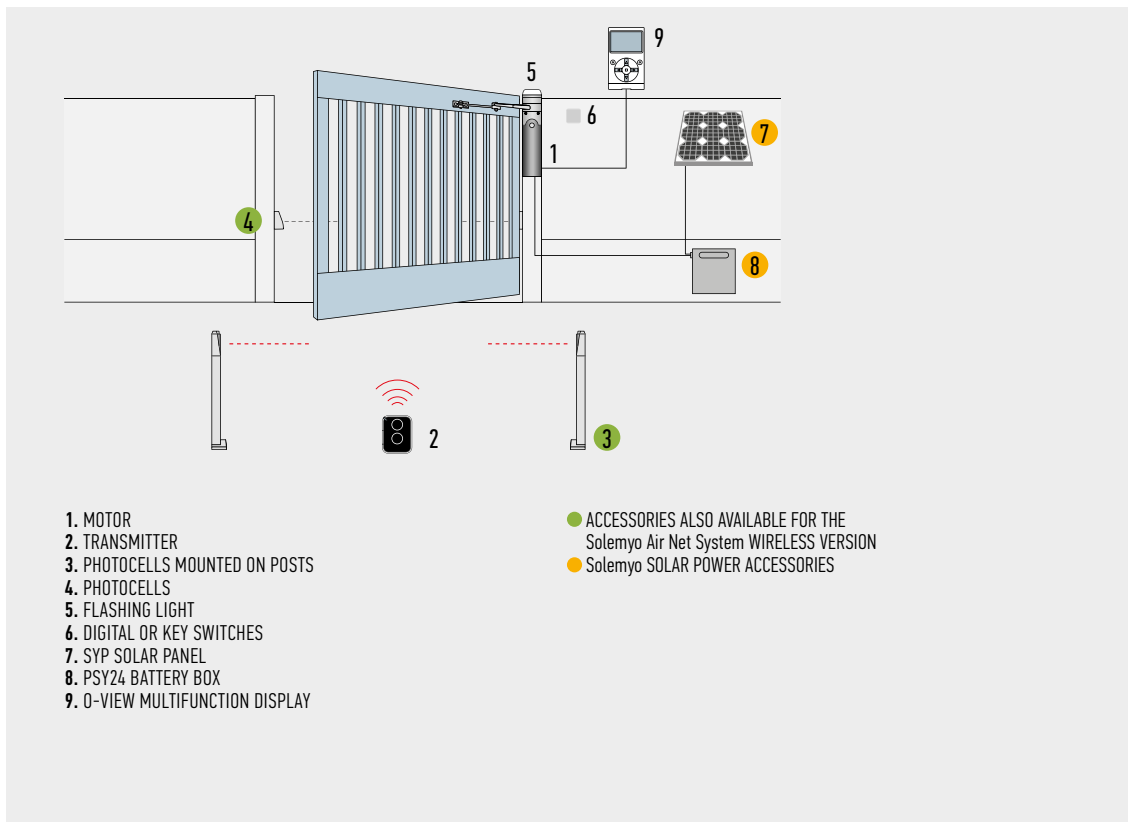 9
5
6
7
1
4
8
2
3
1. MOTOR
2. TRANSMITTER
3. PHOTOCELLS MOUNTED ON POSTS
4. PHOTOCELLS
5. FLASHING LIGHT
6. DIGITAL OR KEY SWITCHES
7. SYP SOLAR PANEL
8. PSY24 BATTERY BOX
9. O-VIEW MULTIFUNCTION DISPLAY
ACCESSORIES ALSO AVAILABLE FOR THE
Solemyo Air Net System WIRELESS VERSION
Solemyo SOLAR POWER ACCESSORIES